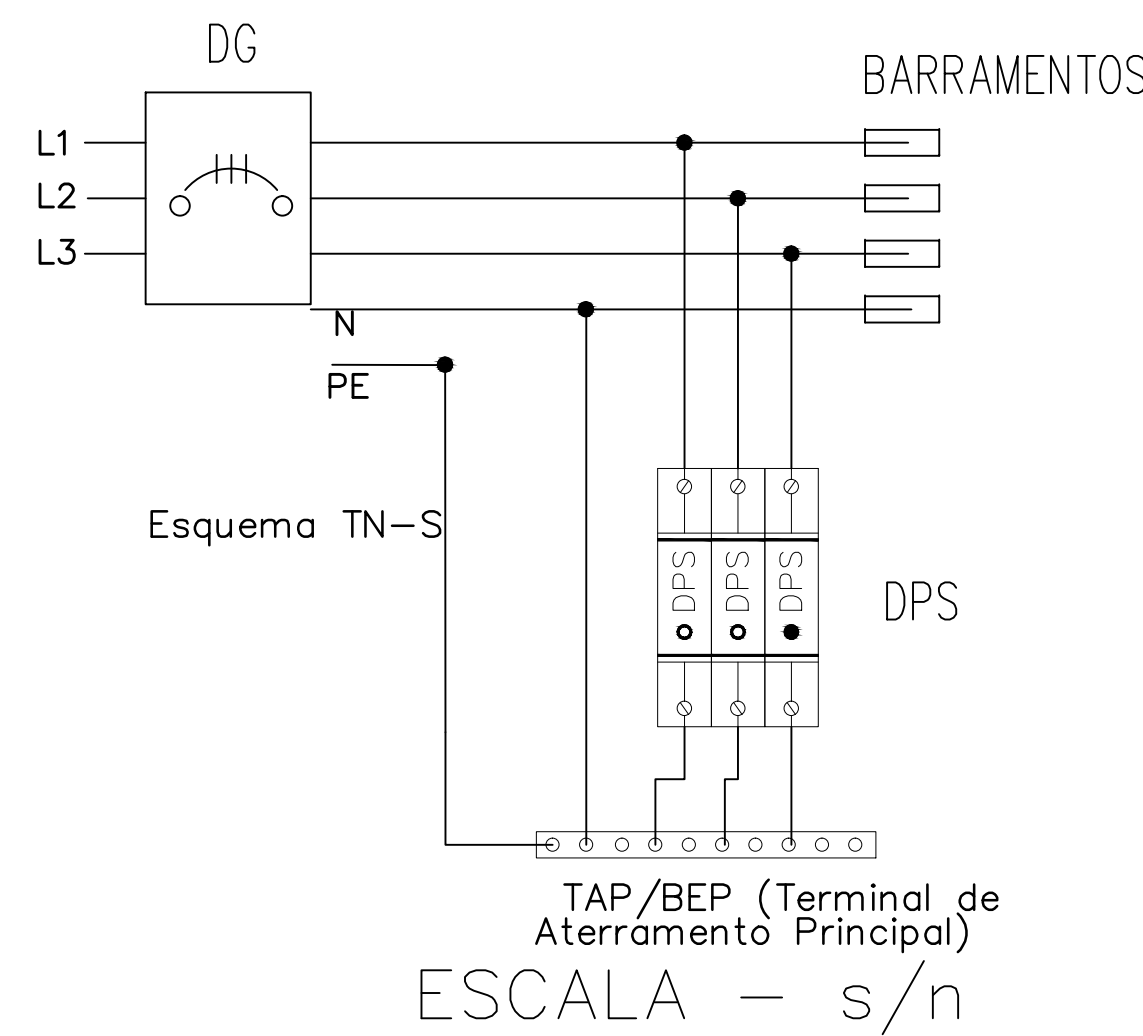 DG
BARRAMENTOS
L1
L2
L3
N
PE
Esquema TN-S
DPS
DPS
DPS
DPS
TAP/BEP (Terminal de
Aterramento Principal)
ESCALA - s/n